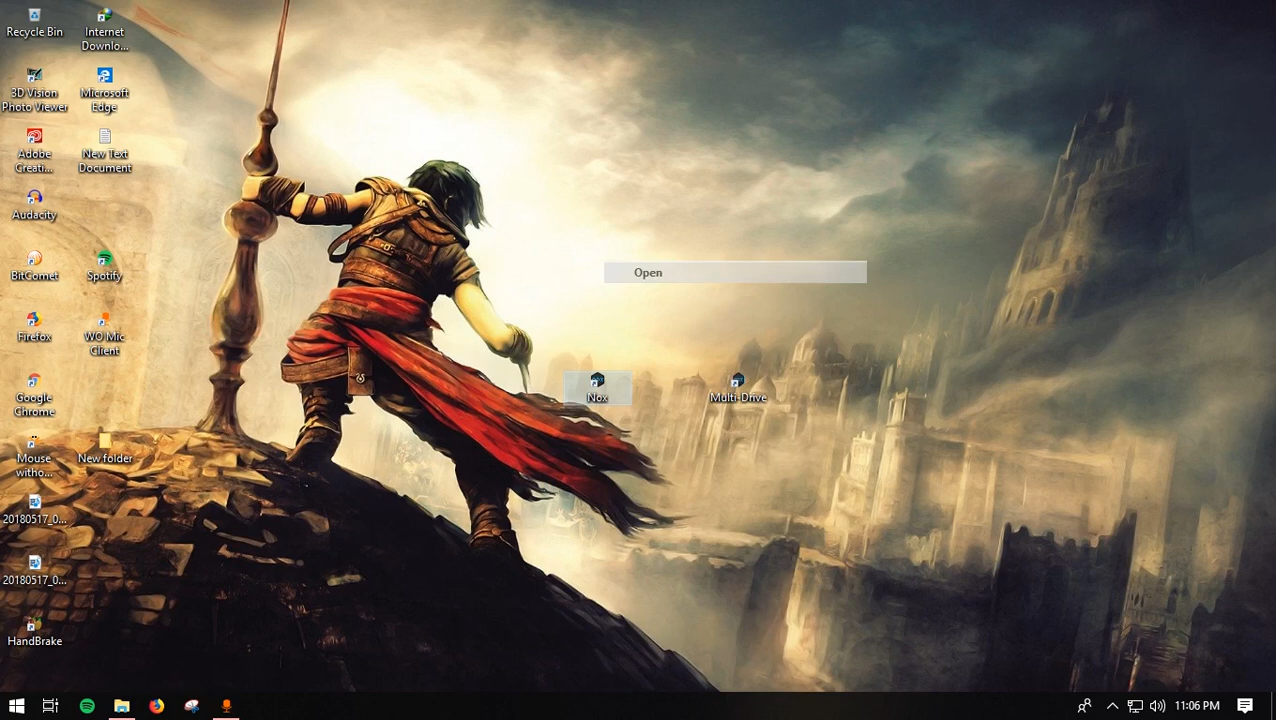 Recycle Bin
Internet
Downlo...
3D Vision
Photo Viewer
Microsoft
Edge
Adobe
Creati...
New Text
Document
Audacity
BitComet
Spotify
Firefox
WO Mic
Client
Google
Chrome
Mouse
witho...
New folder
20180517_0...
20180517_0...
HandBrake
Open
Nox
Multi-Drive
11:06 PM